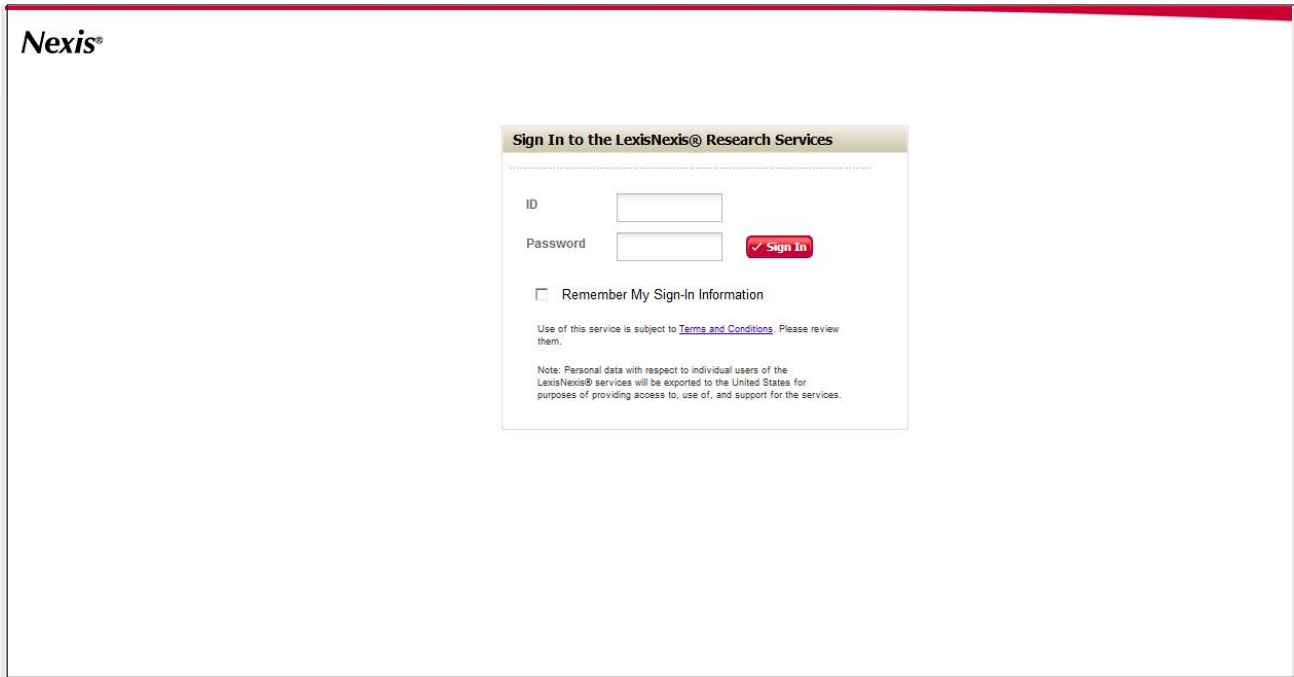 Nexis®
Sign In to the LexisNexis® Research Services
ID
Password
Sign In
Remember My Sign-In Information
Use of this service is subject to Terms and Conditions. Please review
them.
Note: Personal data with respect to individual users of the
LexisNexis® services will be exported to the United States for
purposes of providing access to, use of, and support for the services.